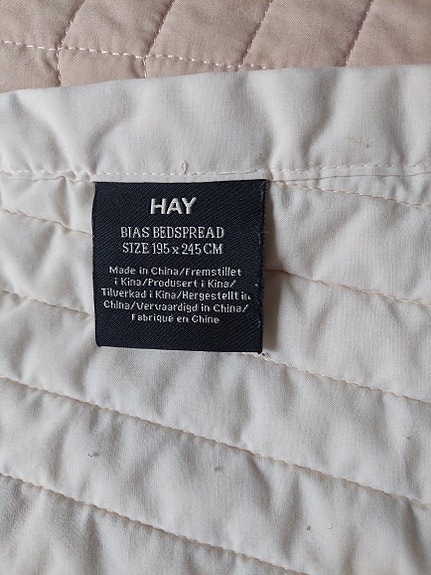 HAY
BIAS BEDSPREAD
SIZE 195 x 245 CM
Made in China/Fremstillet
i Kina/Produsert i Kina/
Tilverkad i Kina/Hergestellt in
China/Vervaardigd in China/
Fabriqué en Chine